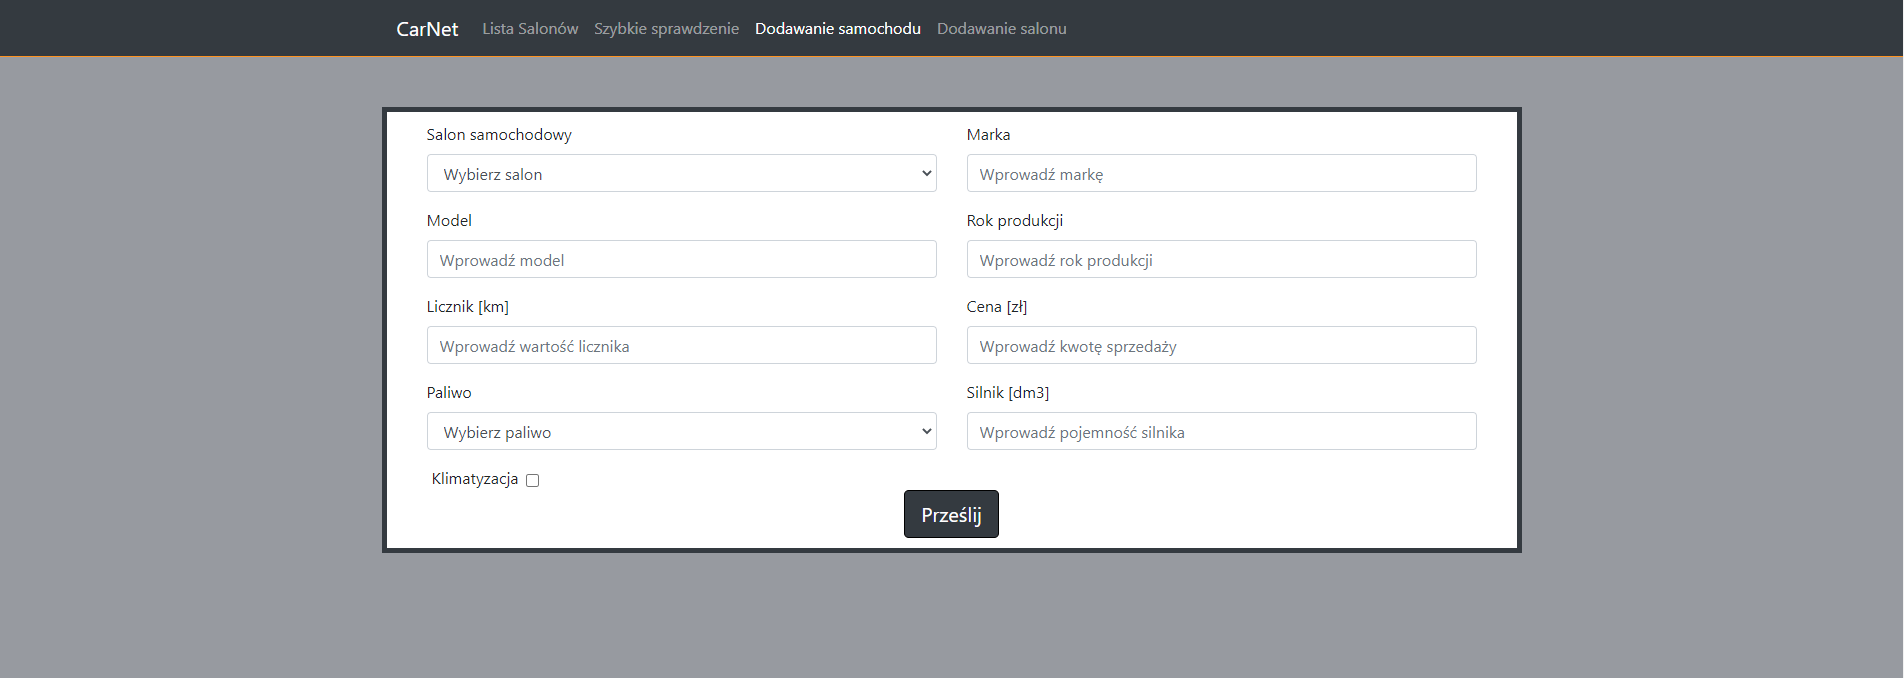 CarNet Lista Salonów Szybkie sprawdzenie Dodawanie samochodu Dodawanie salonu
Salon samochodowy Marka
Wybierz salon Wprowadź markę
Model Rok produkcji
Wprowadź model Wprowadź rok produkcji
Licznik [km] Cena [zł]
Wprowadź wartość licznika Wprowadź kwotę sprzedaży
Paliwo Silnik [dm3]
Wybierz paliwo Wprowadź pojemność silnika
Klimatyzacja
Prześlij